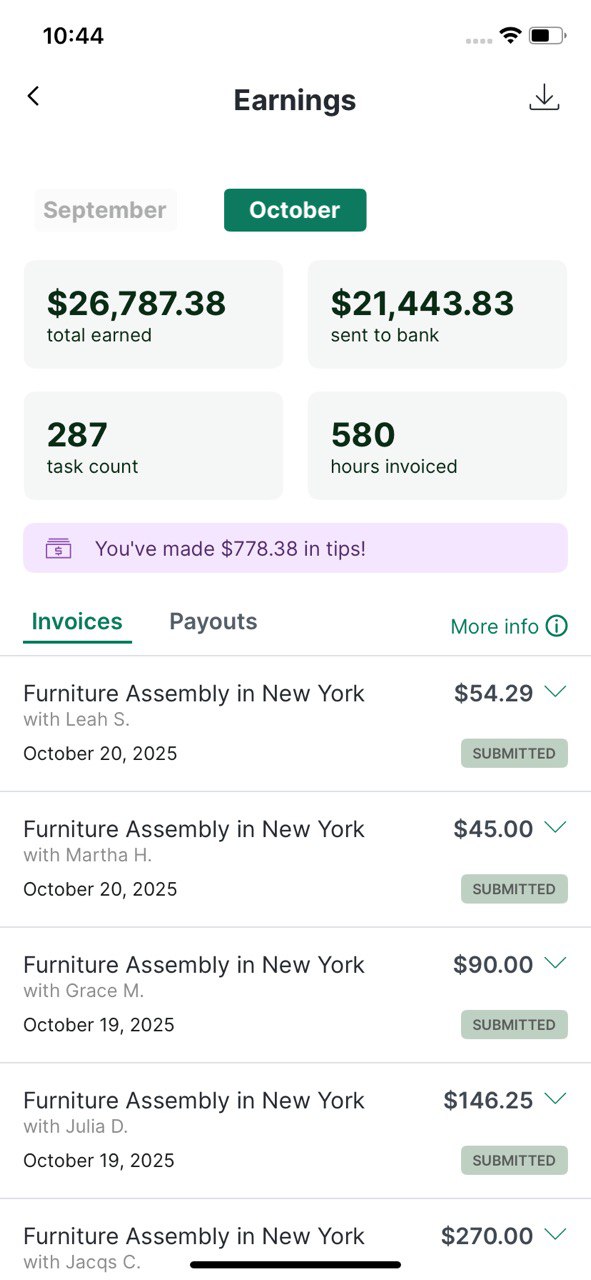 10:44
Earnings
September
October
$26,787.38
total earned
$21,443.83
sent to bank
287
task count
580
hours invoiced
$ You've made $778.38 in tips!
Invoices
Payouts
More info i
Furniture Assembly in New York
$54.29
with Leah S.
October 20, 2025
SUBMITTED
Furniture Assembly in New York
$45.00
with Martha H.
October 20, 2025
SUBMITTED
Furniture Assembly in New York
$90.00
with Grace M.
October 19, 2025
SUBMITTED
Furniture Assembly in New York
$146.25
with Julia D.
October 19, 2025
SUBMITTED
Furniture Assembly in New York
$270.00
with Jacqs C.